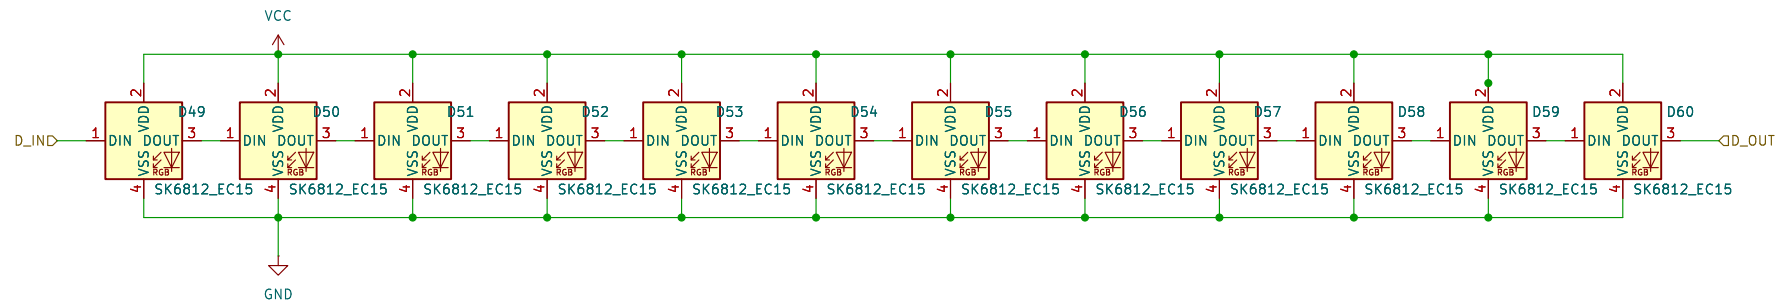 VCC
2 2 2 2 2 2 2 2 2 2 2 2
D49 D50 D51 D52 D53 D54 D55 D56 D57 D58 D59 D60
VDD VDD VDD VDD VDD VDD VDD VDD VDD VDD VDD VDD
D_IN 1 DIN DOUT 3 1 DIN DOUT 3 1 DIN DOUT 3 1 DIN DOUT 3 1 DIN DOUT 3 1 DIN DOUT 3 1 DIN DOUT 3 1 DIN DOUT 3 1 DIN DOUT 3 1 DIN DOUT 3 1 DIN DOUT 3 1 DIN DOUT 3 D_OUT
VSS VSS VSS VSS VSS VSS VSS VSS VSS VSS VSS VSS
RGB RGB RGB RGB RGB RGB RGB RGB RGB RGB RGB RGB
4 SK6812_EC15 4 SK6812_EC15 4 SK6812_EC15 4 SK6812_EC15 4 SK6812_EC15 4 SK6812_EC15 4 SK6812_EC15 4 SK6812_EC15 4 SK6812_EC15 4 SK6812_EC15 4 SK6812_EC15 4 SK6812_EC15
GND